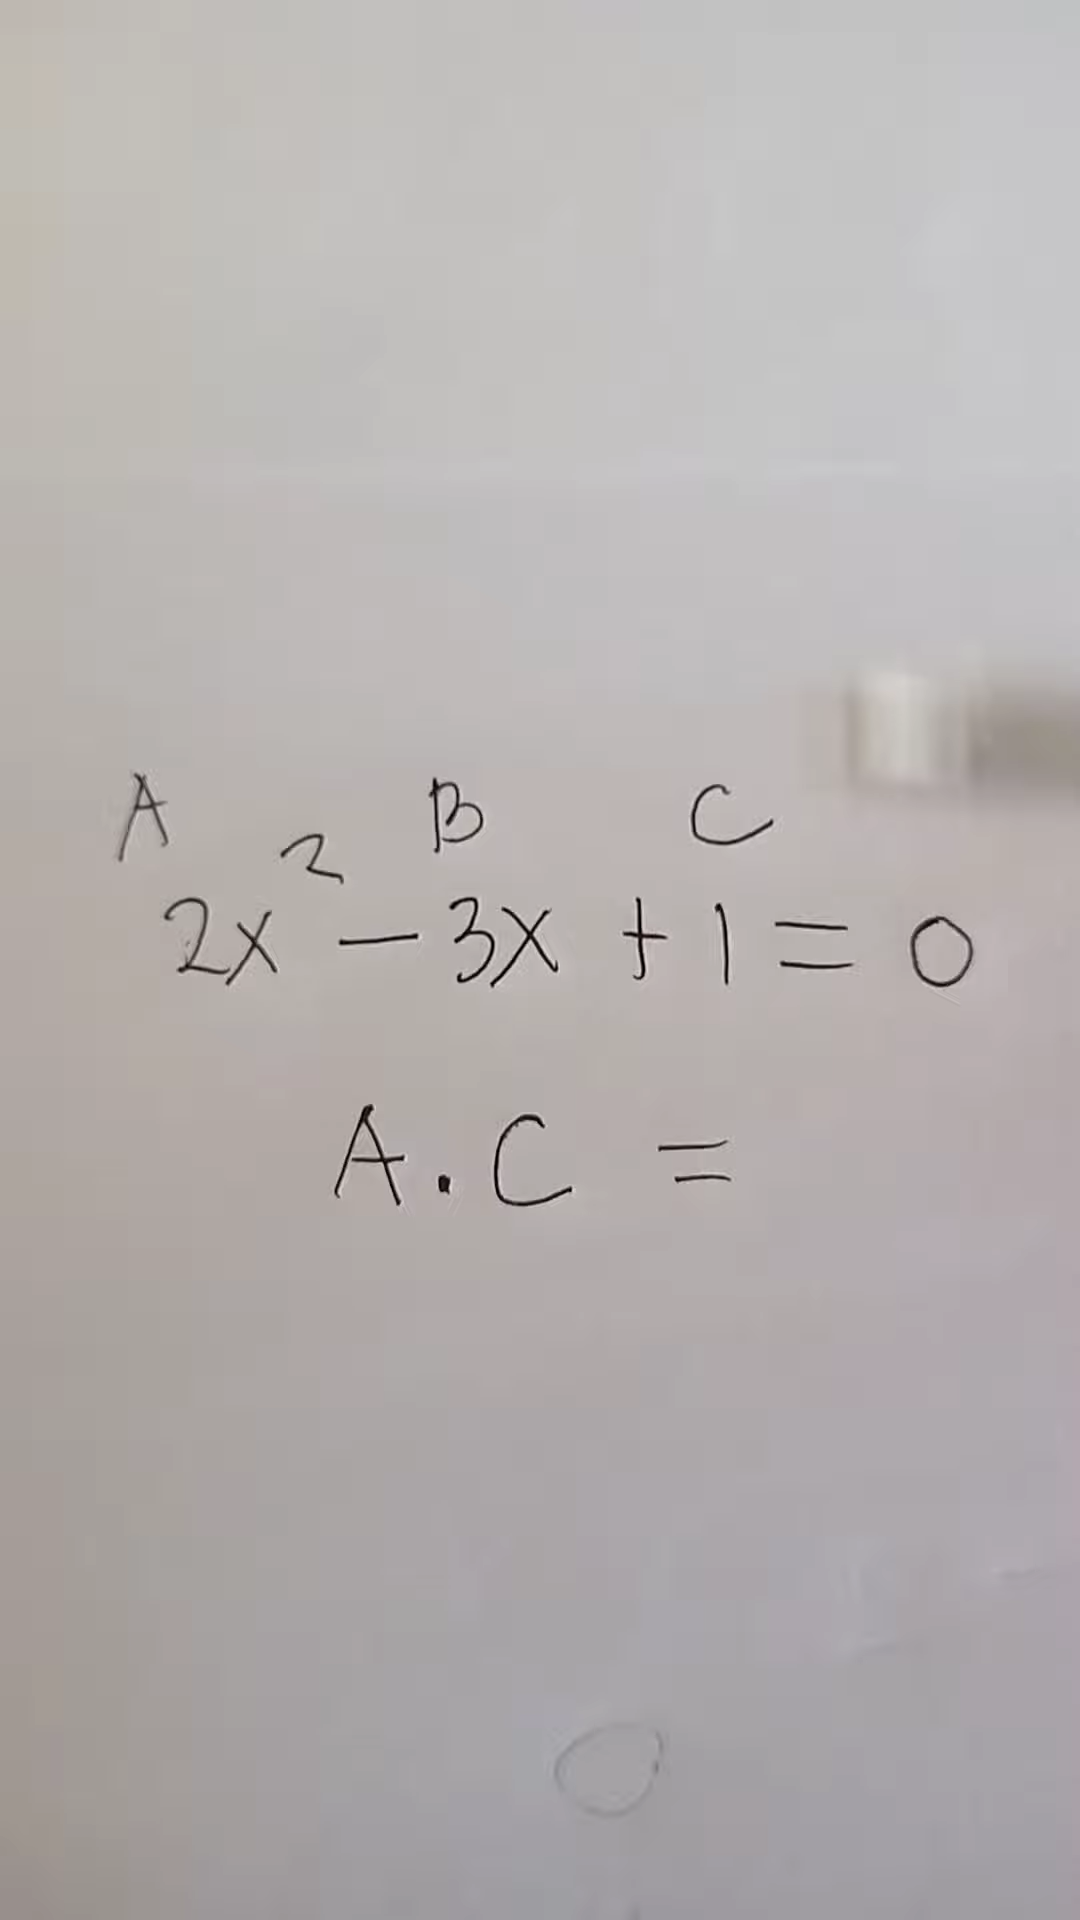 A B C
2x² - 3x + 1 = 0
A . C =